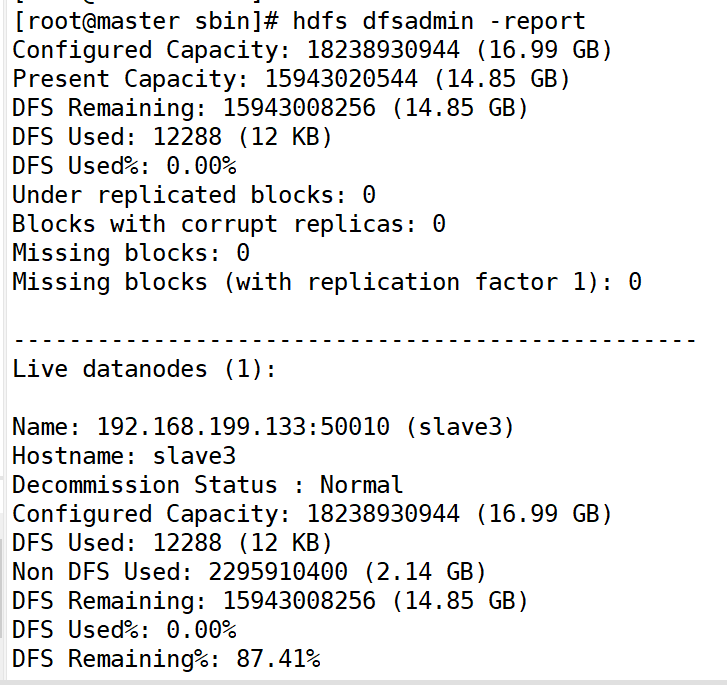 [root@master sbin]# hdfs dfsadmin -report
Configured Capacity: 18238930944 (16.99 GB)
Present Capacity: 15943020544 (14.85 GB)
DFS Remaining: 15943008256 (14.85 GB)
DFS Used: 12288 (12 KB)
DFS Used%: 0.00%
Under replicated blocks: 0
Blocks with corrupt replicas: 0
Missing blocks: 0
Missing blocks (with replication factor 1): 0
-------------------------------------------------
Live datanodes (1):
Name: 192.168.199.133:50010 (slave3)
Hostname: slave3
Decommission Status : Normal
Configured Capacity: 18238930944 (16.99 GB)
DFS Used: 12288 (12 KB)
Non DFS Used: 2295910400 (2.14 GB)
DFS Remaining: 15943008256 (14.85 GB)
DFS Used%: 0.00%
DFS Remaining%: 87.41%